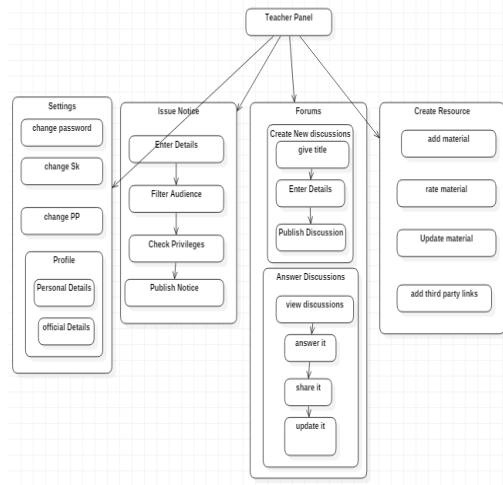 Teacher Panel
Settings
change password
change Sk
change PP
Profile
Personal Details
official Details
Issue Notice
Enter Details
Filter Audience
Check Privileges
Publish Notice
Forums
Create New discussions
give title
Enter Details
Publish Discussion
Answer Discussions
view discussions
answer it
share it
update it
Create Resource
add material
rate material
Update material
add third party links